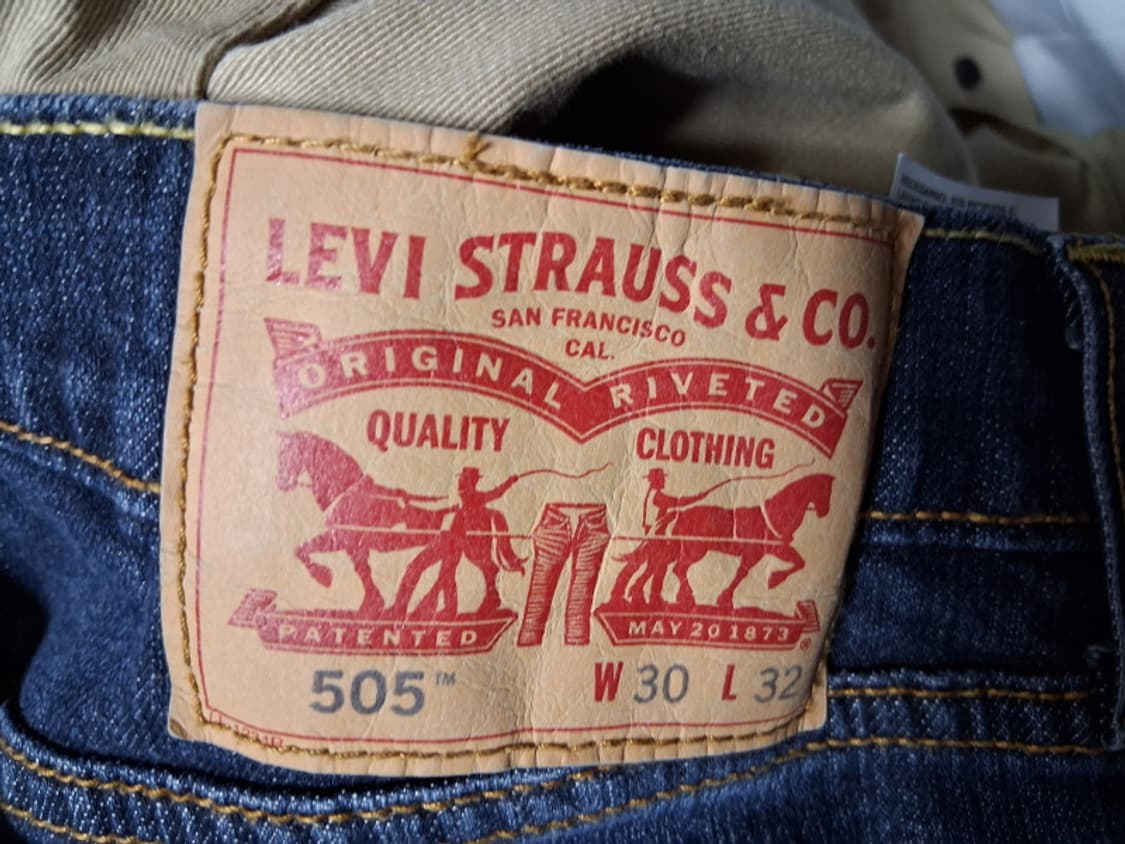 LEVI STRAUSS & CO.
SAN FRANCISCO
CAL.
ORIGINAL RIVETED
QUALITY CLOTHING
PATENTED MAY 20 1873 ®
505™ W 30 L 32